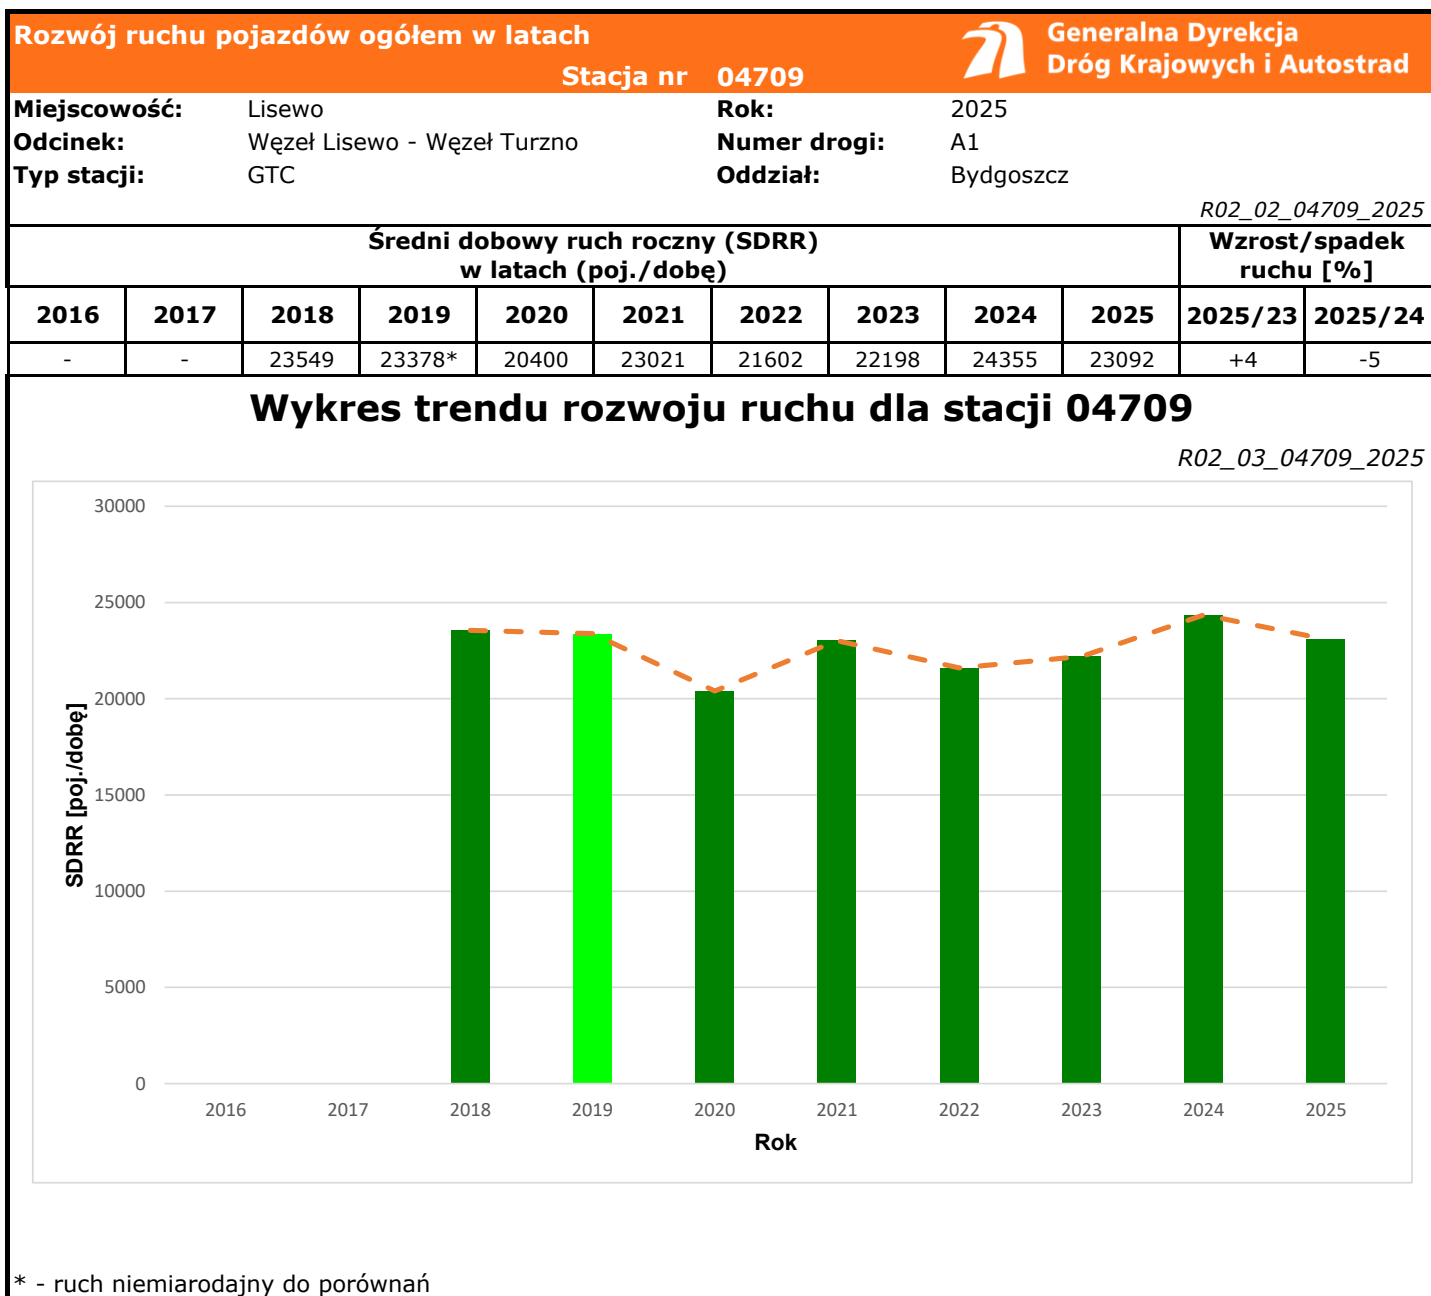 Rozwój ruchu pojazdów ogółem w latach
Generalna Dyrekcja
Dróg Krajowych i Autostrad
Stacja nr 04709
Miejscowość: Lisewo Rok: 2025
Odcinek: Węzeł Lisewo - Węzeł Turzno Numer drogi: A1
Typ stacji: GTC Oddział: Bydgoszcz
R02_02_04709_2025
Średni dobowy ruch roczny (SDRR)
w latach (poj./dobę)
Wzrost/spadek
ruchu [%]
2016 2017 2018 2019 2020 2021 2022 2023 2024 2025 2025/23 2025/24
- - 23549 23378* 20400 23021 21602 22198 24355 23092 +4 -5
Wykres trendu rozwoju ruchu dla stacji 04709
R02_03_04709_2025
30000
25000
20000
15000
10000
5000
0
SDRR [poj./dobę]
2016 2017 2018 2019 2020 2021 2022 2023 2024 2025
Rok
* - ruch niemiarodajny do porównań